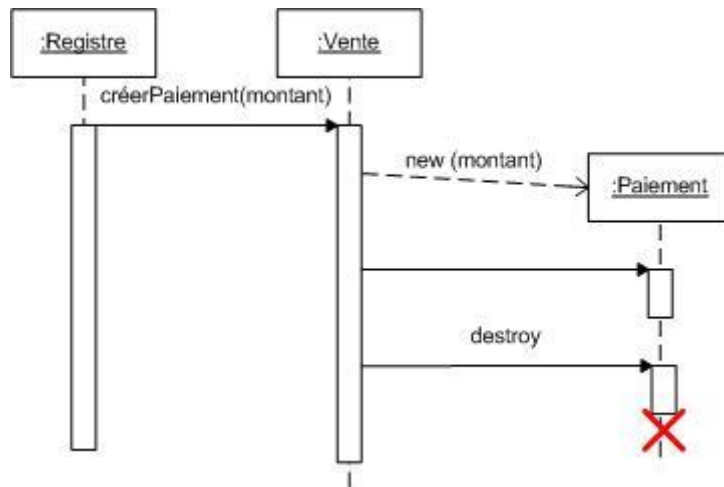 :Registre
:Vente
créerPaiement(montant)
new (montant)
:Paiement
destroy